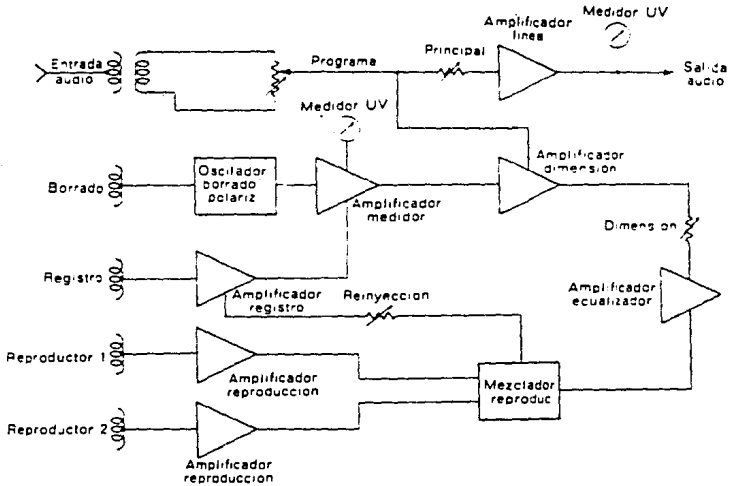 Medidor UV
Amplificador
linea
Principal
Entrada
audio
Programa
Salida
audio
Medidor UV
Borrado
Oscilador
borrado
polariz
Amplificador
medidor
Amplificador
dimension
Dimension
Registro
Amplificador
registro
Reinyeccion
Amplificador
ecualizador
Reproductor 1
Amplificador
reproduccion
Mezclador
reproduc
Reproductor 2
Amplificador
reproduccion